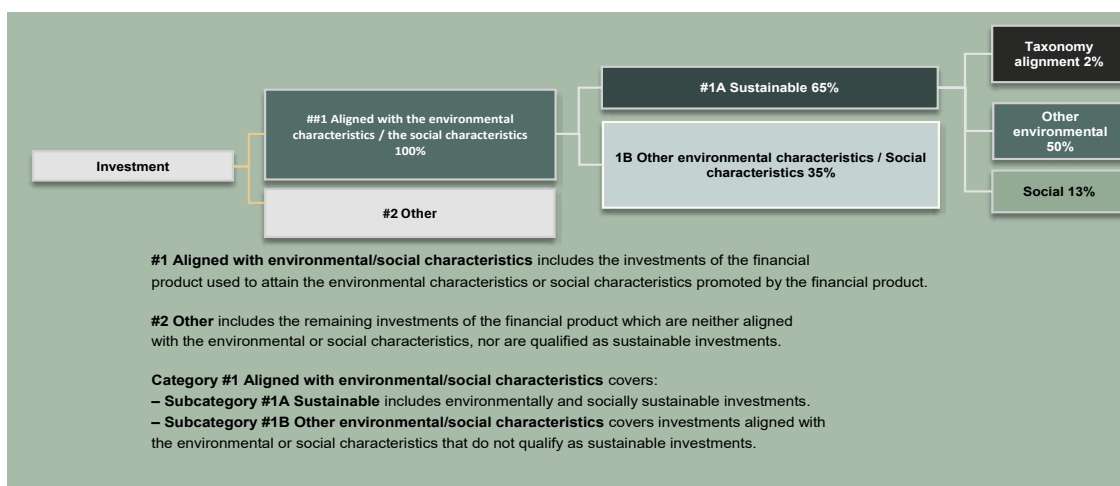 Taxonomy
alignment 2%
#1A Sustainable 65%
##1 Aligned with the environmental
characteristics / the social characteristics
100%
Other
environmental
50%
1B Other environmental characteristics / Social
characteristics 35%
Investment
Social 13%
#2 Other
#1 Aligned with environmental/social characteristics includes the investments of the financial
product used to attain the environmental characteristics or social characteristics promoted by the financial product.
#2 Other includes the remaining investments of the financial product which are neither aligned
with the environmental or social characteristics, nor are qualified as sustainable investments.
Category #1 Aligned with environmental/social characteristics covers:
– Subcategory #1A Sustainable includes environmentally and socially sustainable investments.
– Subcategory #1B Other environmental/social characteristics covers investments aligned with
the environmental or social characteristics that do not qualify as sustainable investments.